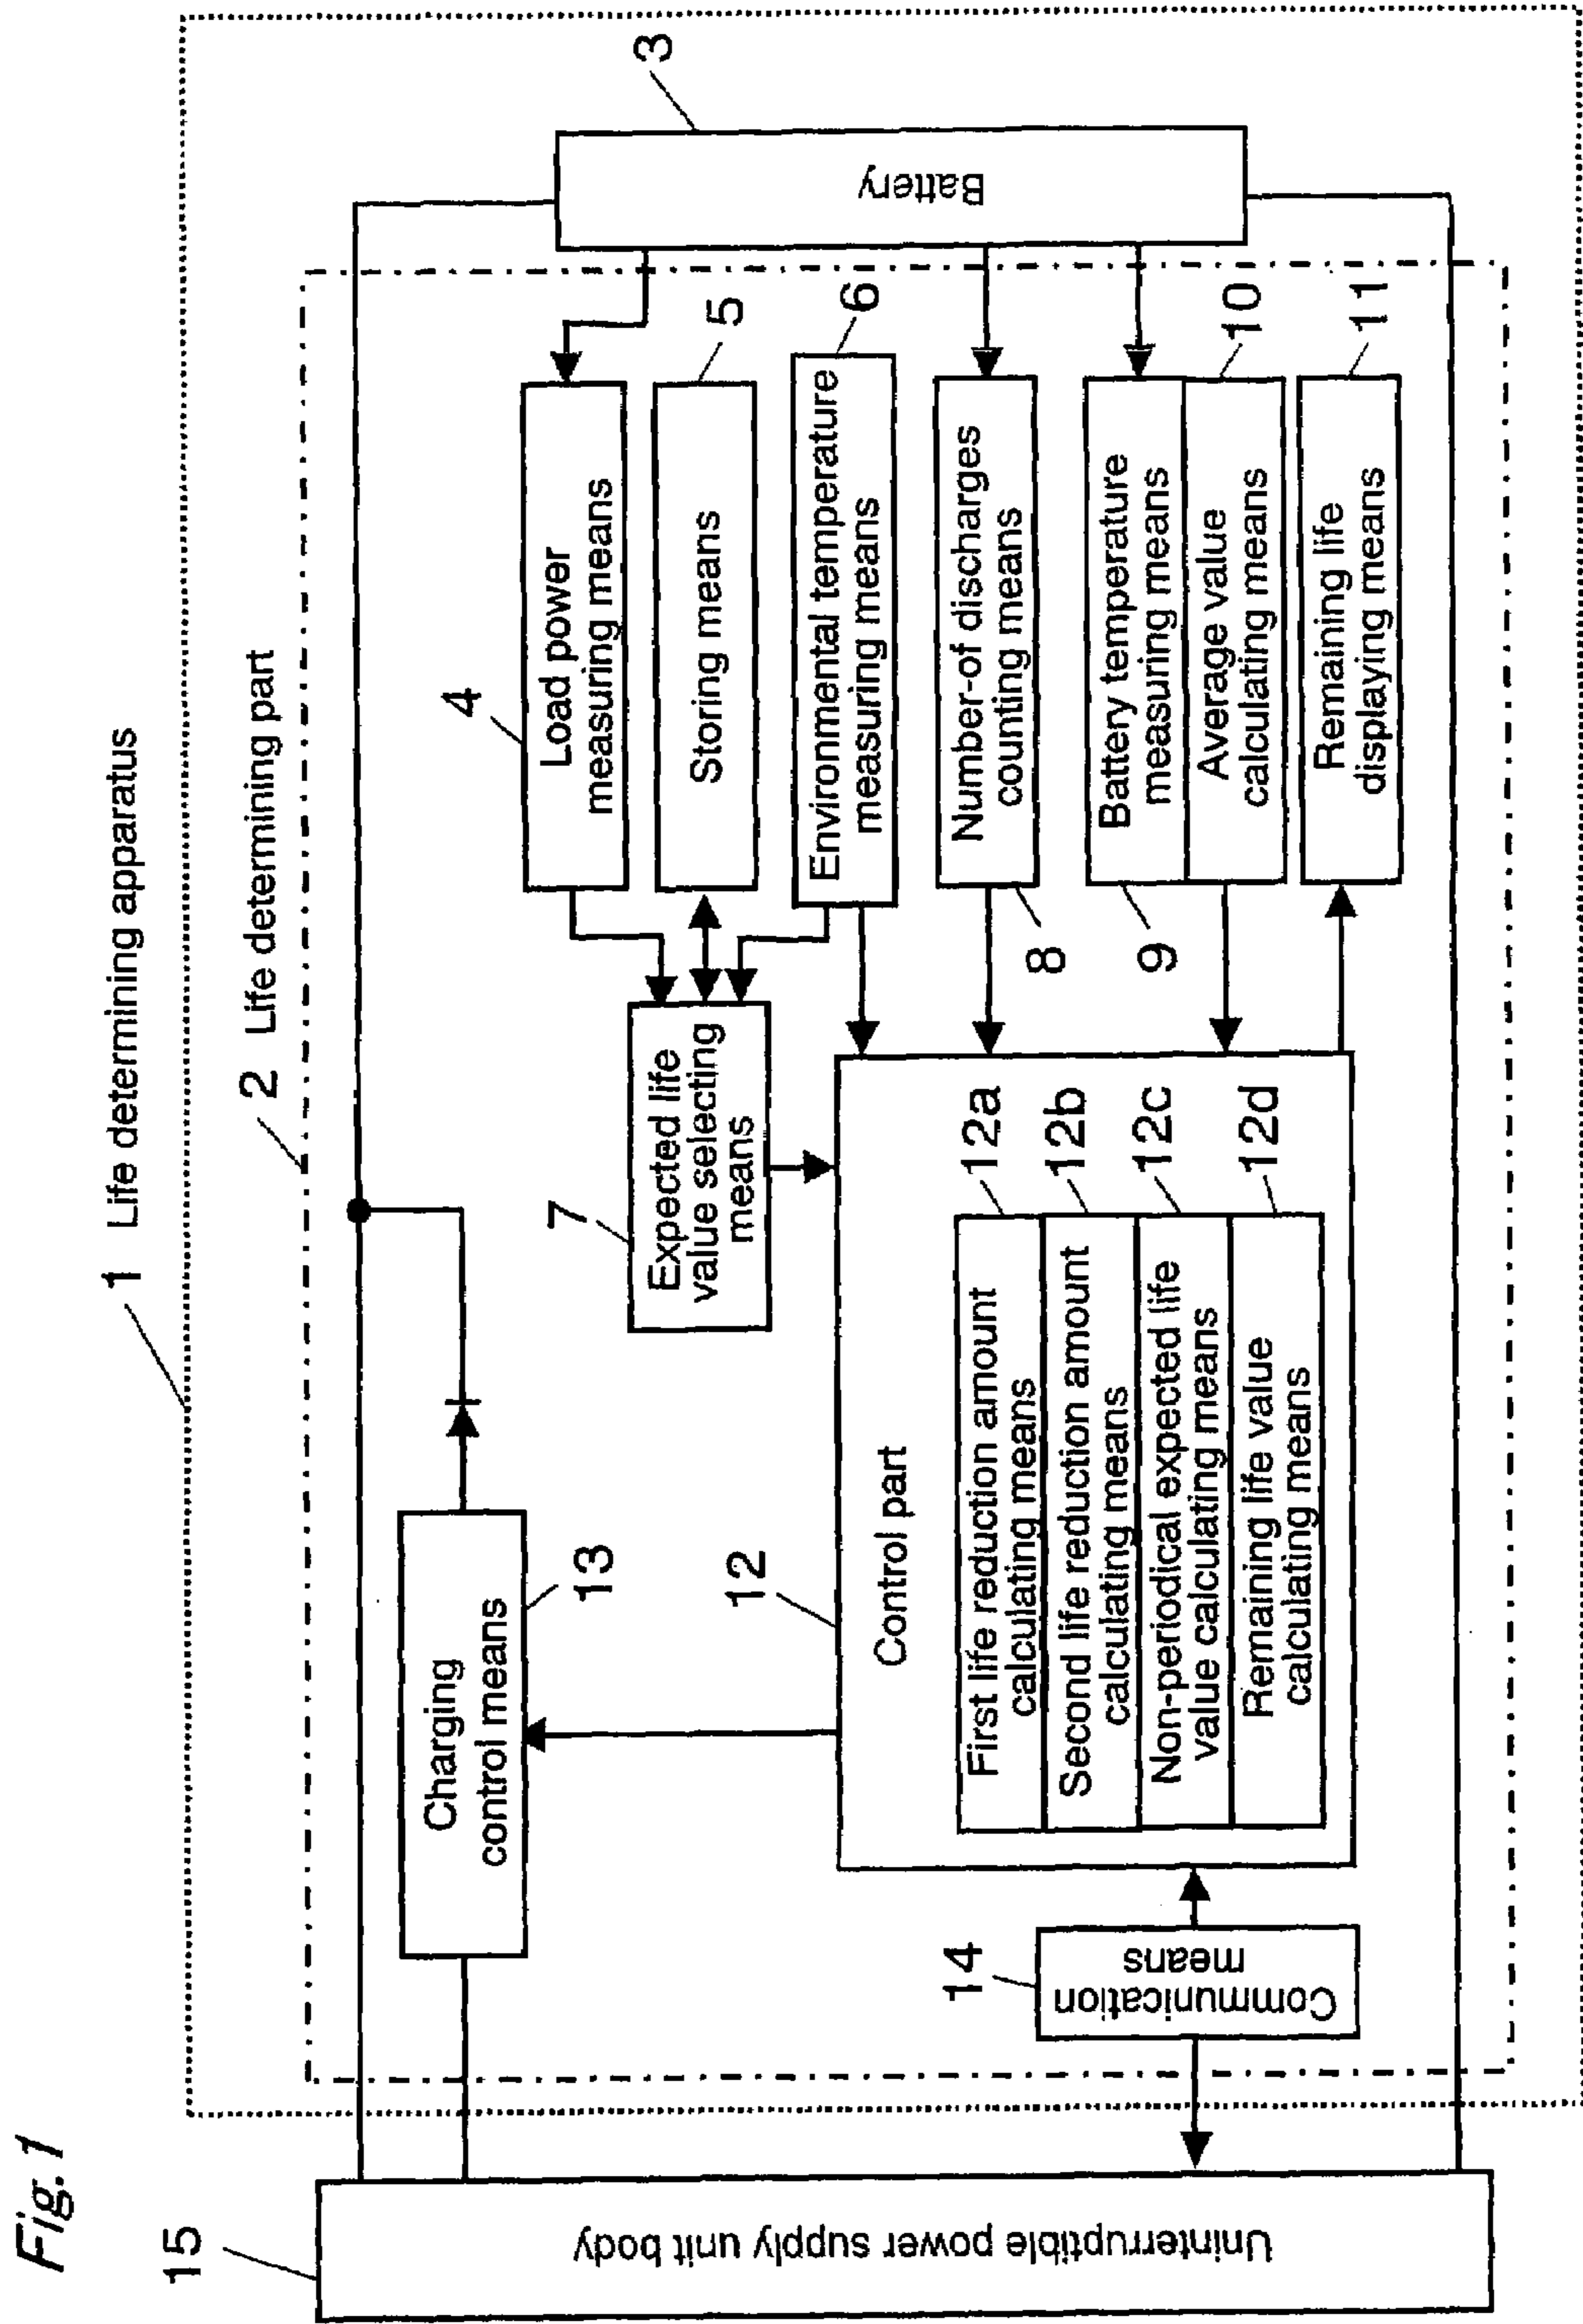 Fig.1
1 Life determining apparatus
2 Life determining part
15
Uninterruptible power supply unit body
Charging
control means
13
14
Communication
means
12
Control part
First life reduction amount
calculating means
12a
Second life reduction amount
calculating means
12b
Non-periodical expected life
value calculating means
12c
Remaining life value
calculating means
12d
7
Expected life
value selecting
means
4
Load power
measuring means
Storing means
5
Environmental temperature
measuring means
6
Number-of discharges
counting means
8
Battery temperature
measuring means
9
Average value
calculating means
10
Remaining life
displaying means
11
Battery
3